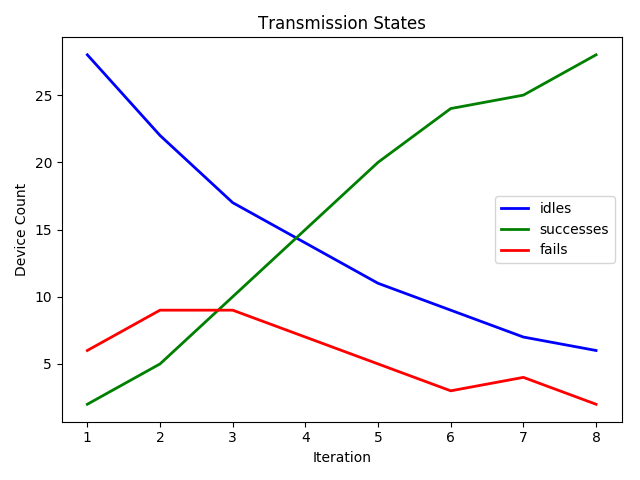 Transmission States
Device Count
25
20
15
10
5
idles
successes
fails
1 2 3 4 5 6 7 8
Iteration